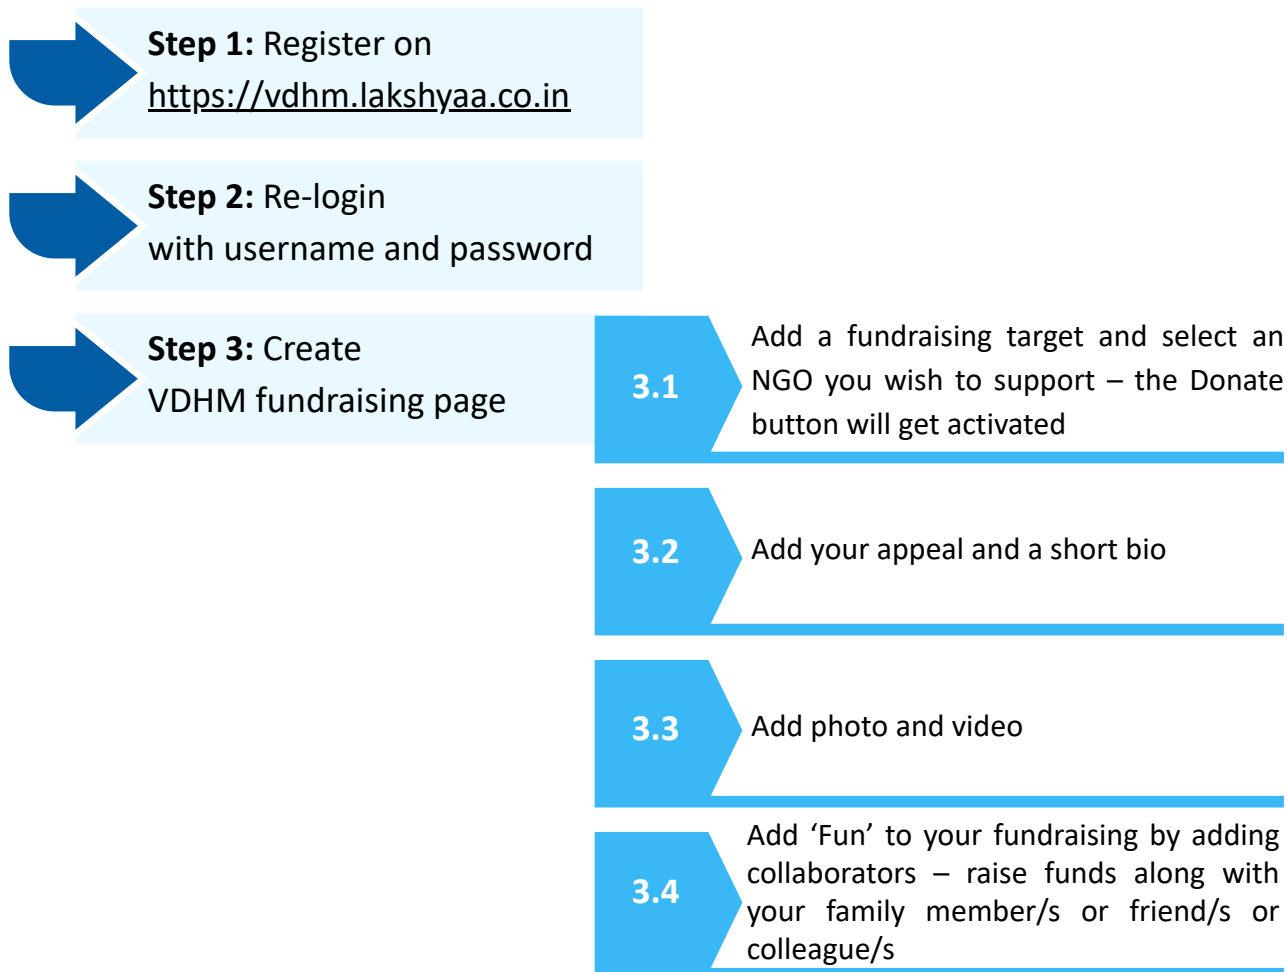 Step 1: Register on
https://vdhm.lakshyaa.co.in
Step 2: Re-login
with username and password
Step 3: Create
VDHM fundraising page
3.1
Add a fundraising target and select an
NGO you wish to support – the Donate
button will get activated
3.2
Add your appeal and a short bio
3.3
Add photo and video
3.4
Add ‘Fun’ to your fundraising by adding
collaborators – raise funds along with
your family member/s or friend/s or
colleague/s